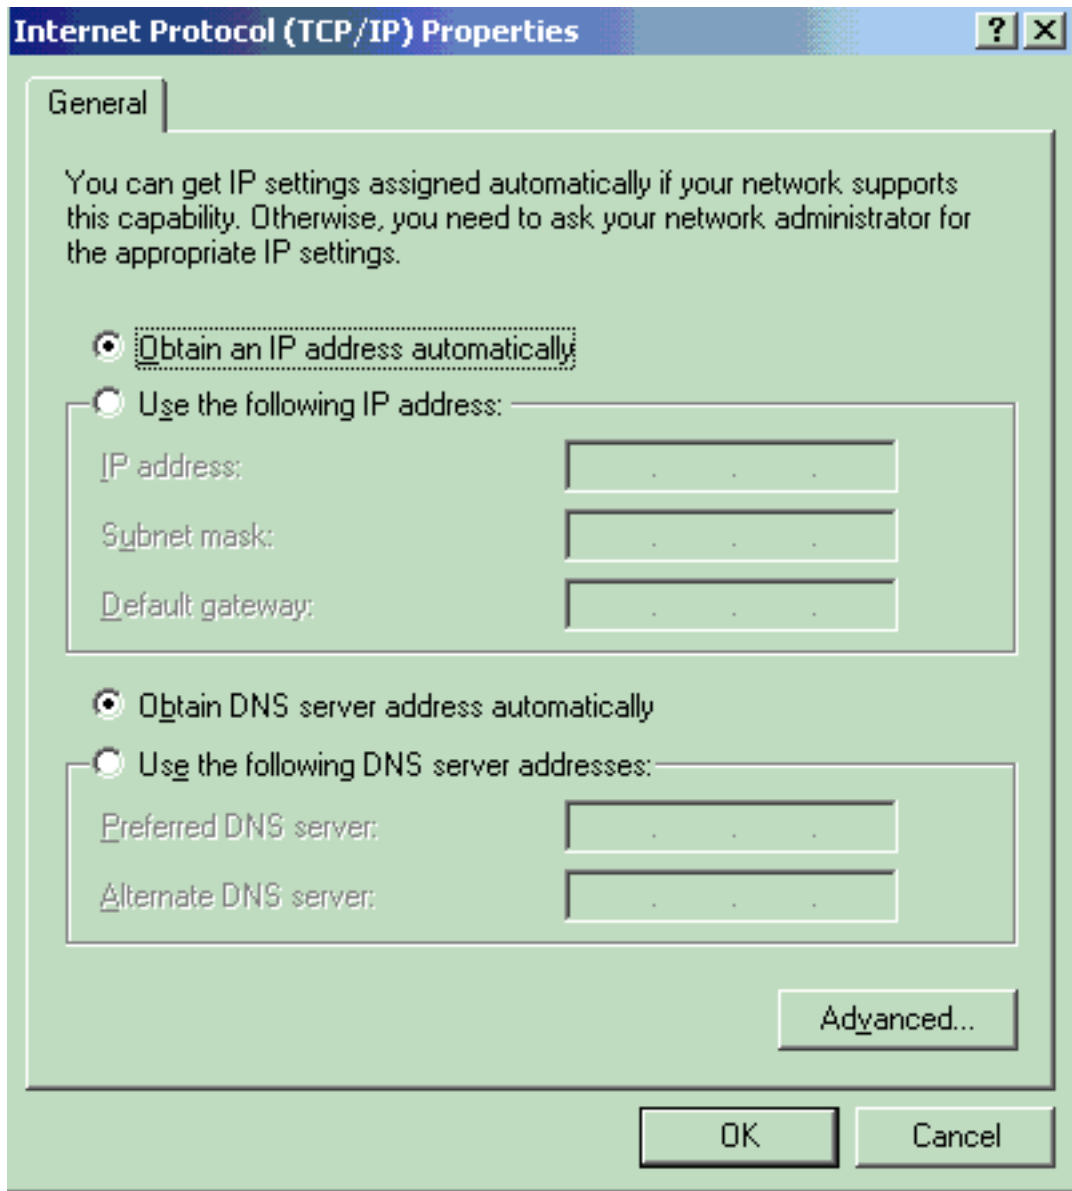 Internet Protocol (TCP/IP) Properties
General
You can get IP settings assigned automatically if your network supports
this capability. Otherwise, you need to ask your network administrator for
the appropriate IP settings.
Obtain an IP address automatically
Use the following IP address:
IP address:
Subnet mask:
Default gateway:
Obtain DNS server address automatically
Use the following DNS server addresses:
Preferred DNS server:
Alternate DNS server:
Advanced...
OK Cancel